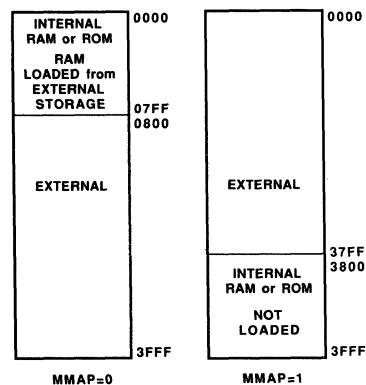 0000
INTERNAL
RAM or ROM
RAM
LOADED from
EXTERNAL
STORAGE
07FF
0800
EXTERNAL
3FFF
MMAP=0
0000
EXTERNAL
37FF
3800
INTERNAL
RAM or ROM
NOT
LOADED
3FFF
MMAP=1